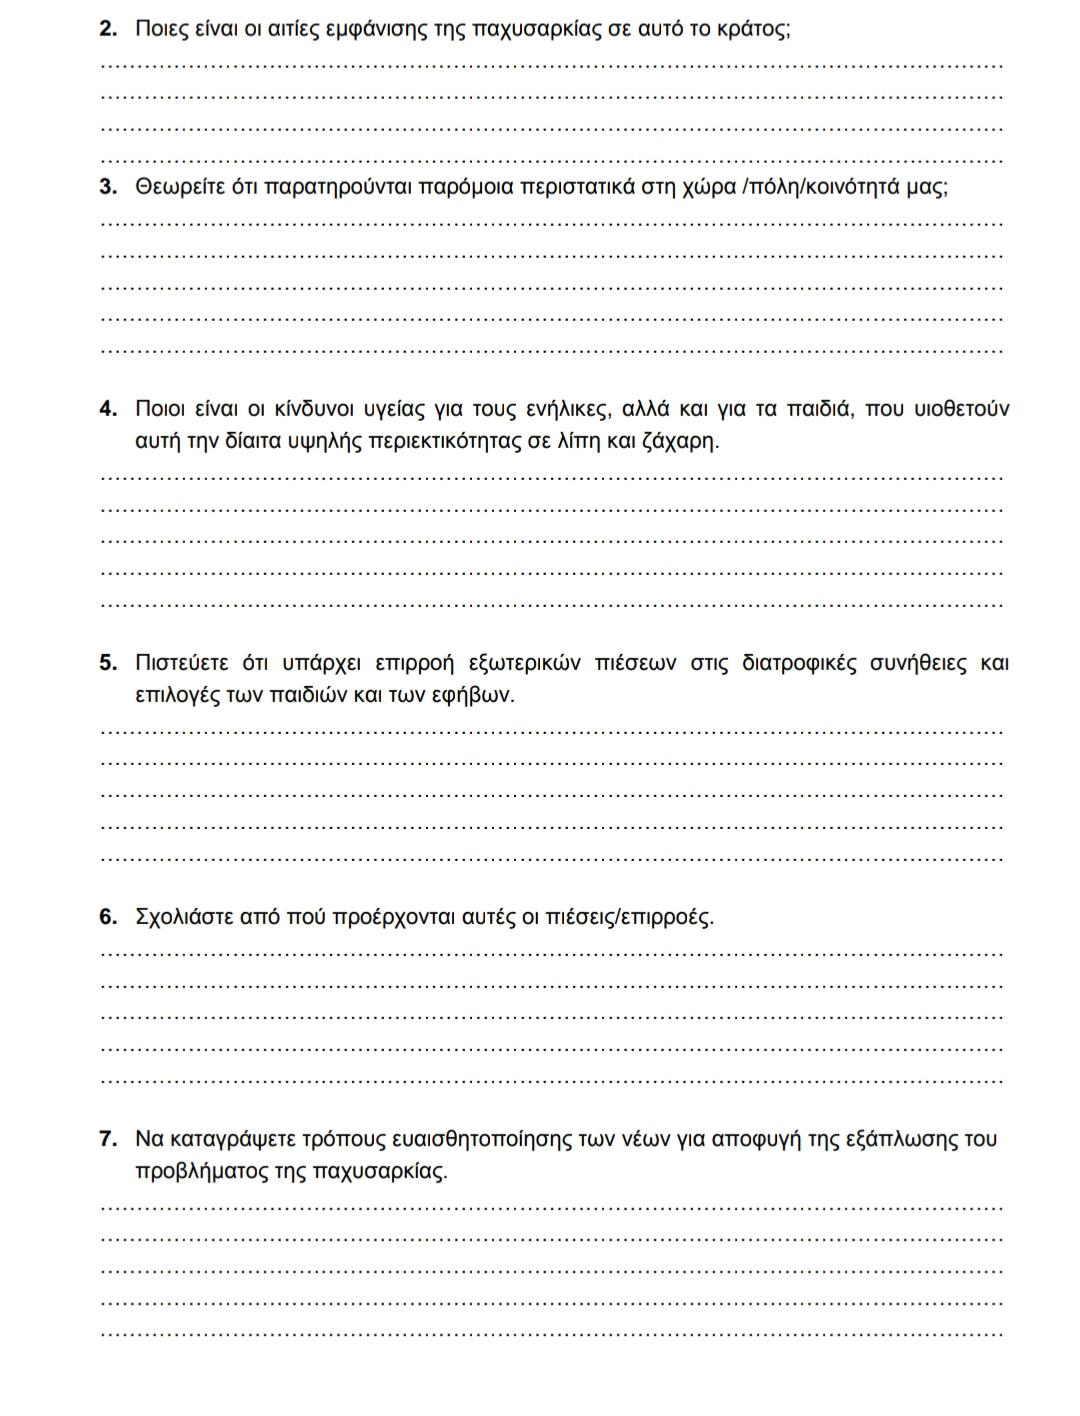 2. Ποιες είναι οι αιτίες εμφάνισης της παχυσαρκίας σε αυτό το κράτος;
3. Θεωρείτε ότι παρατηρούνται παρόμοια περιστατικά στη χώρα /πόλη/κοινότητά μας;
4. Ποιοι είναι οι κίνδυνοι υγείας για τους ενήλικες, αλλά και για τα παιδιά, που υιοθετούν
αυτή την δίαιτα υψηλής περιεκτικότητας σε λίπη και ζάχαρη.
5. Πιστεύετε ότι υπάρχει επιρροή εξωτερικών πιέσεων στις διατροφικές συνήθειες και
επιλογές των παιδιών και των εφήβων.
6. Σχολιάστε από πού προέρχονται αυτές οι πιέσεις/επιρροές.
7. Να καταγράψετε τρόπους ευαισθητοποίησης των νέων για αποφυγή της εξάπλωσης του
προβλήματος της παχυσαρκίας.